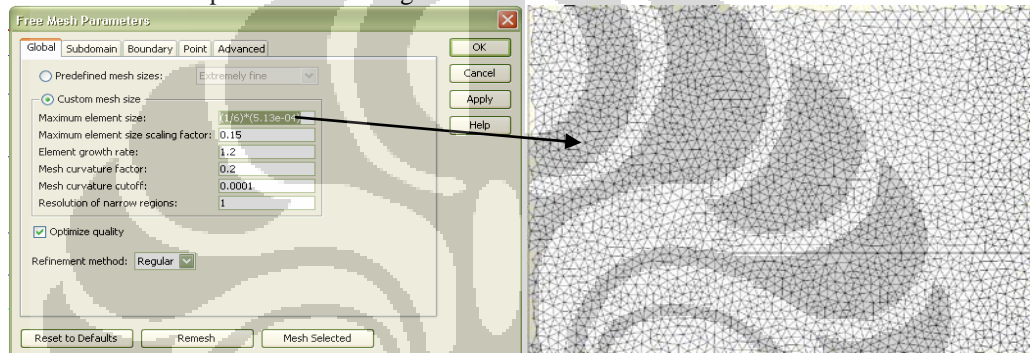 Free Mesh Parameters
Global Subdomain Boundary Point Advanced
OK
Predefined mesh sizes: Extremely fine
Cancel
Custom mesh size
Apply
Maximum element size: (1/6)*(5.13e-04)
Help
Maximum element size scaling factor: 0.15
Element growth rate: 1.2
Mesh curvature factor: 0.2
Mesh curvature cutoff: 0.0001
Resolution of narrow regions: 1
Optimize quality
Refinement method: Regular
Reset to Defaults Remesh Mesh Selected